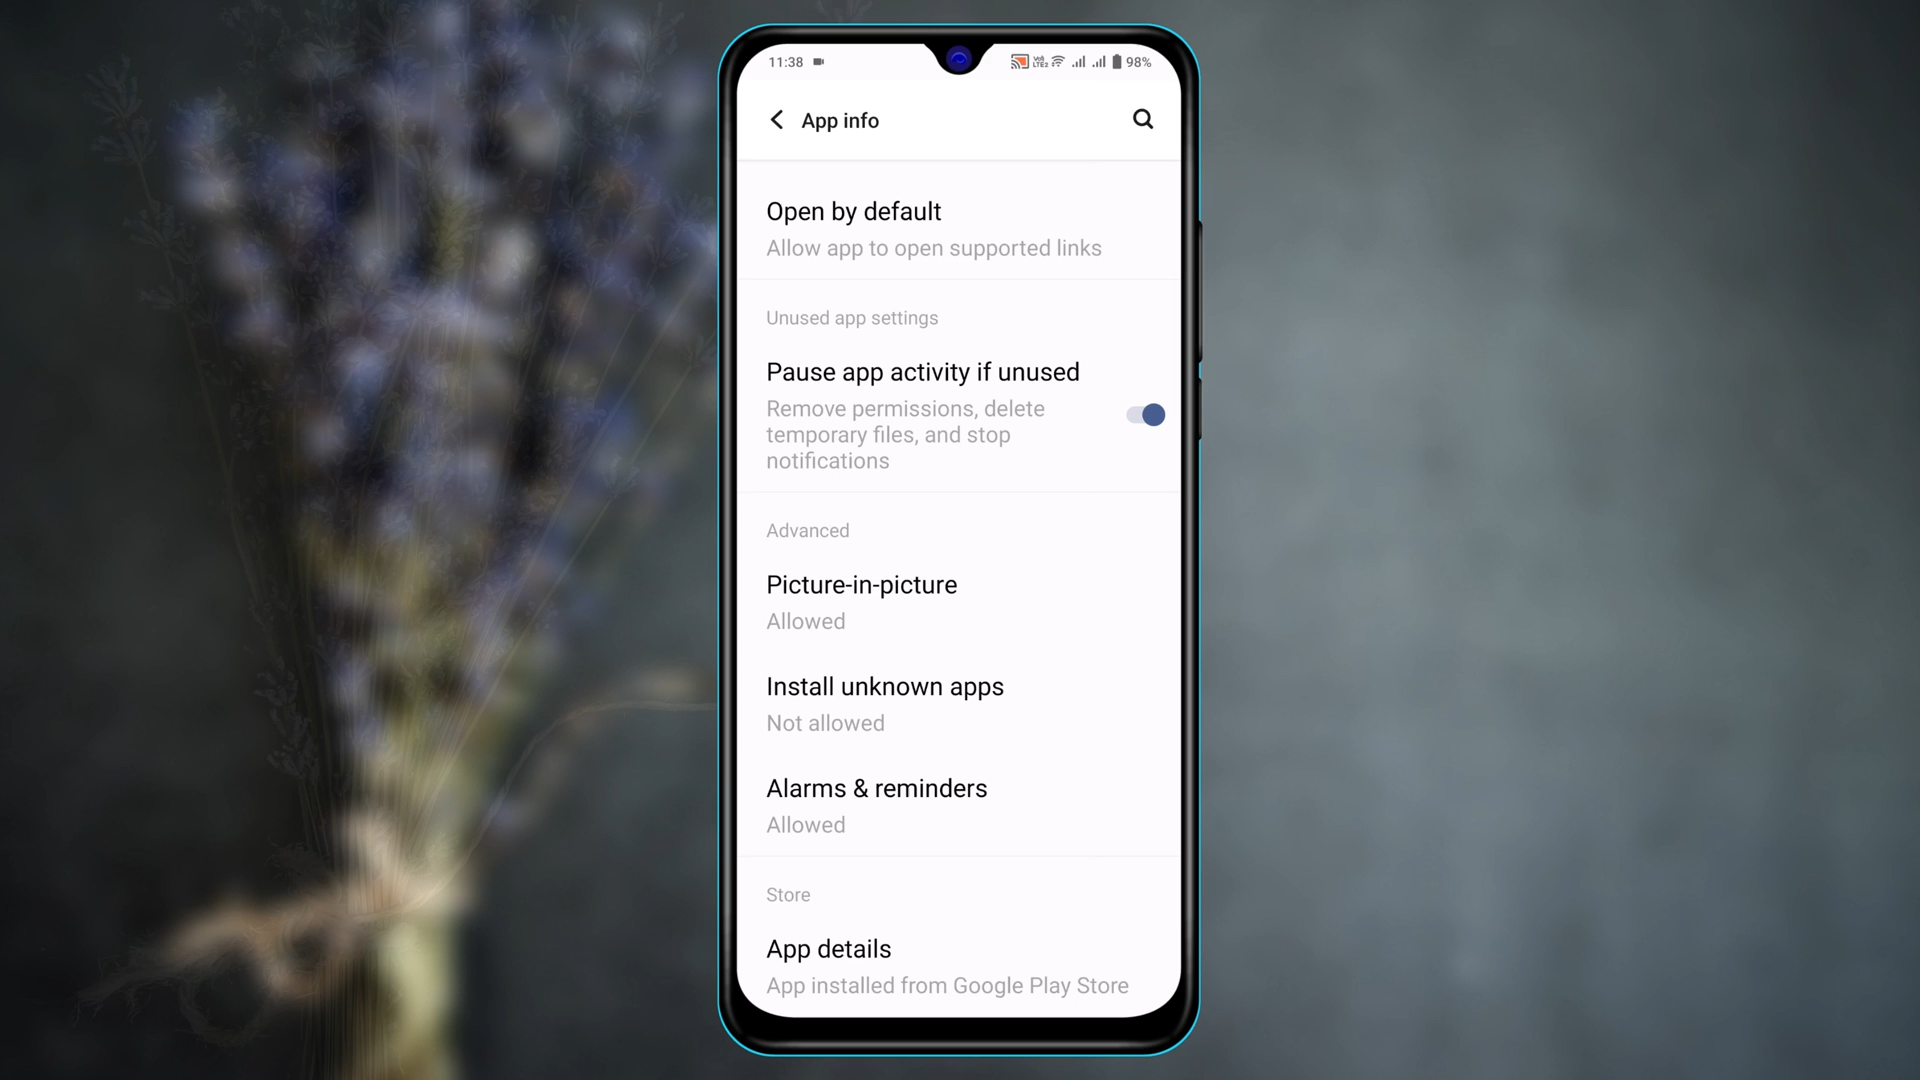 11:38 98%
App info
Open by default
Allow app to open supported links
Unused app settings
Pause app activity if unused
Remove permissions, delete
temporary files, and stop
notifications
Advanced
Picture-in-picture
Allowed
Install unknown apps
Not allowed
Alarms & reminders
Allowed
Store
App details
App installed from Google Play Store